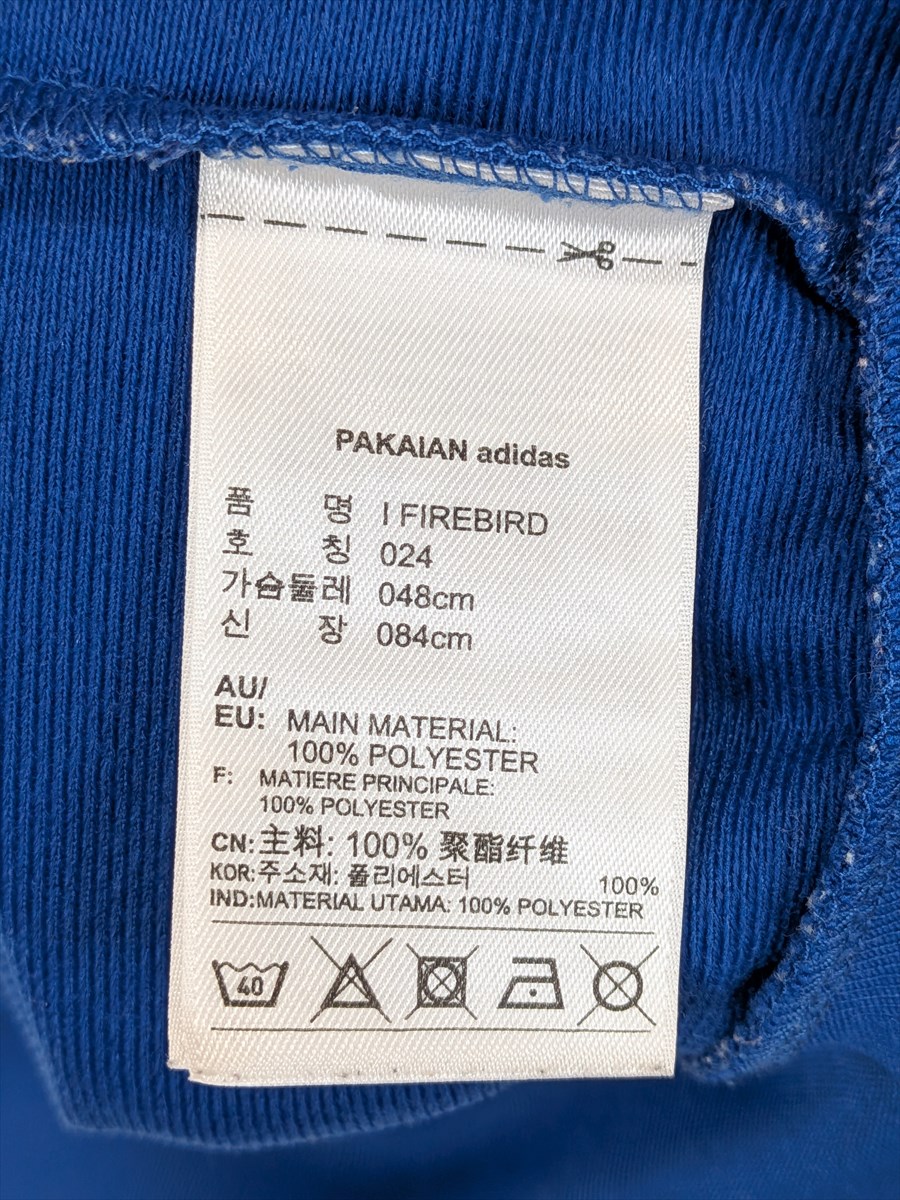 PAKAIAN adidas
품 명 I FIREBIRD
호 칭 024
가슴둘레 048cm
신 장 084cm
AU/
EU: MAIN MATERIAL:
100% POLYESTER
F: MATIERE PRINCIPALE:
100% POLYESTER
CN:主料: 100% 聚酯纤维
KOR:주소재: 폴리에스터 100%
IND:MATERIAL UTAMA: 100% POLYESTER
40